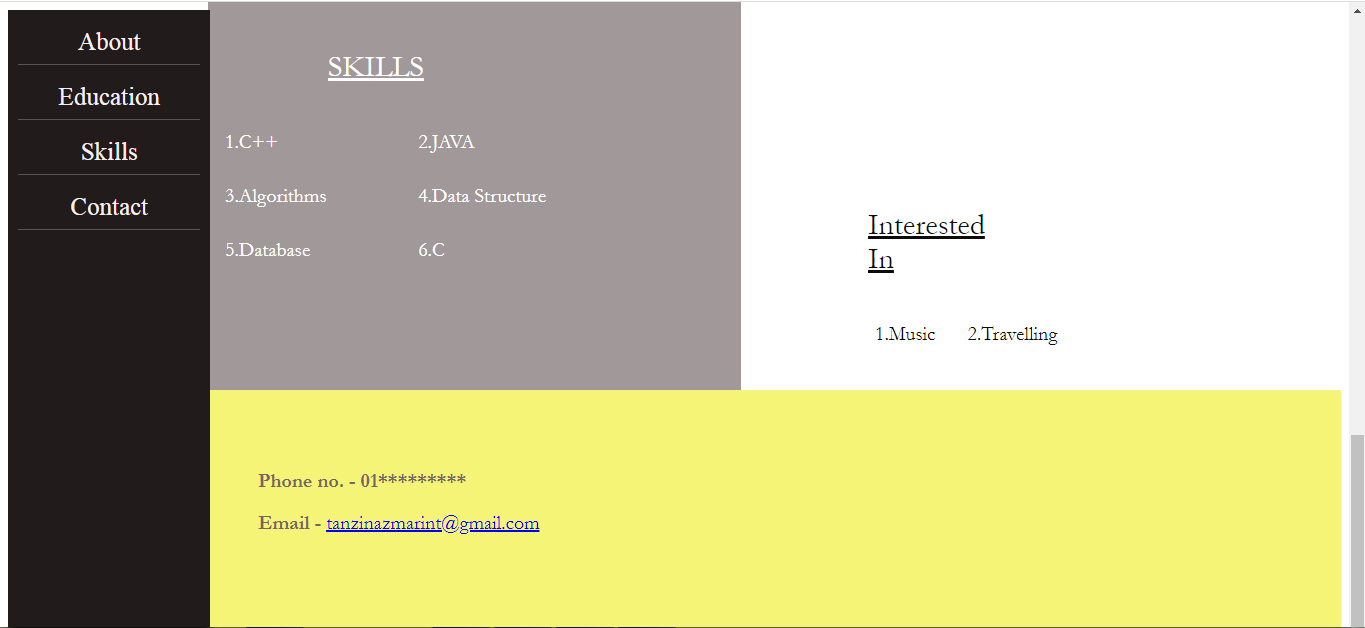 About
Education
Skills
Contact
SKILLS
1.C++ 2.JAVA
3.Algorithms 4.Data Structure
5.Database 6.C
Interested
In
1.Music 2.Travelling
Phone no. - 01*********
Email - tanzinazmarint@gmail.com